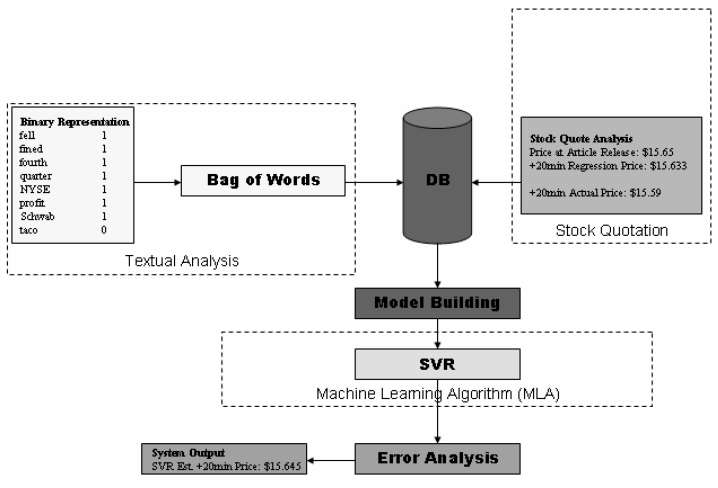 Binary Representation
fell 1
fined 1
fourth 1
quarter 1
NYSE 1
profit 1
Schwab 1
taco 0
Bag of Words
Textual Analysis
DB
Stock Quote Analysis
Price at Article Release: $15.65
+20min Regression Price: $15.633
+20min Actual Price: $15.59
Stock Quotation
Model Building
SVR
Machine Learning Algorithm (MLA)
Error Analysis
System Output
SVR Est. +20min Price: $15.645